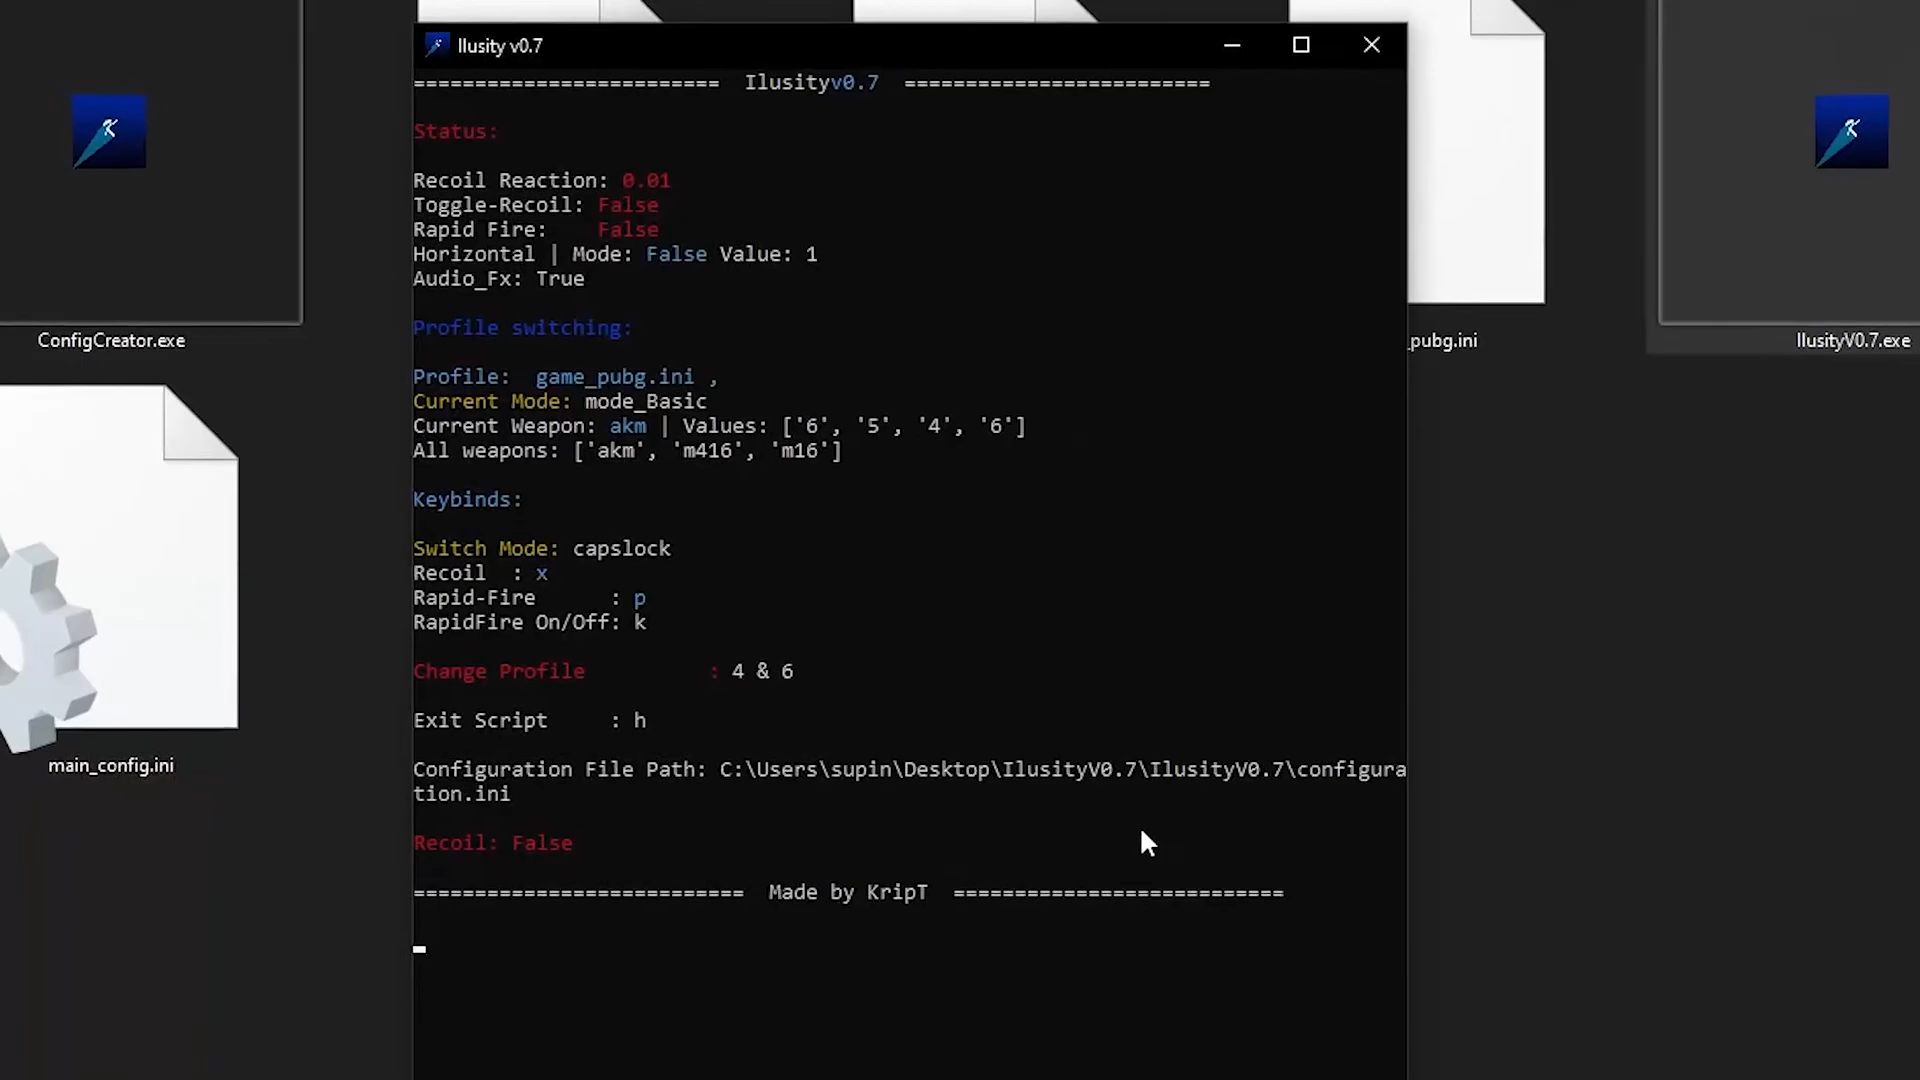 Ilusity v0.7
========================= Ilusityv0.7 =========================
Status:
Recoil Reaction: 0.01
Toggle-Recoil: False
Rapid Fire: False
Horizontal | Mode: False Value: 1
Audio_Fx: True
Profile switching:
Profile: game_pubg.ini ,
Current Mode: mode_Basic
Current Weapon: akm | Values: ['6', '5', '4', '6']
All weapons: ['akm', 'm416', 'm16']
Keybinds:
Switch Mode: capslock
Recoil : x
Rapid-Fire : p
RapidFire On/Off: k
Change Profile : 4 & 6
Exit Script : h
Configuration File Path: C:\Users\supin\Desktop\IlusityV0.7\IlusityV0.7\configura
tion.ini
Recoil: False
=========================== Made by KripT ===========================
ConfigCreator.exe
_pubg.ini
IlusityV0.7.exe
main_config.ini